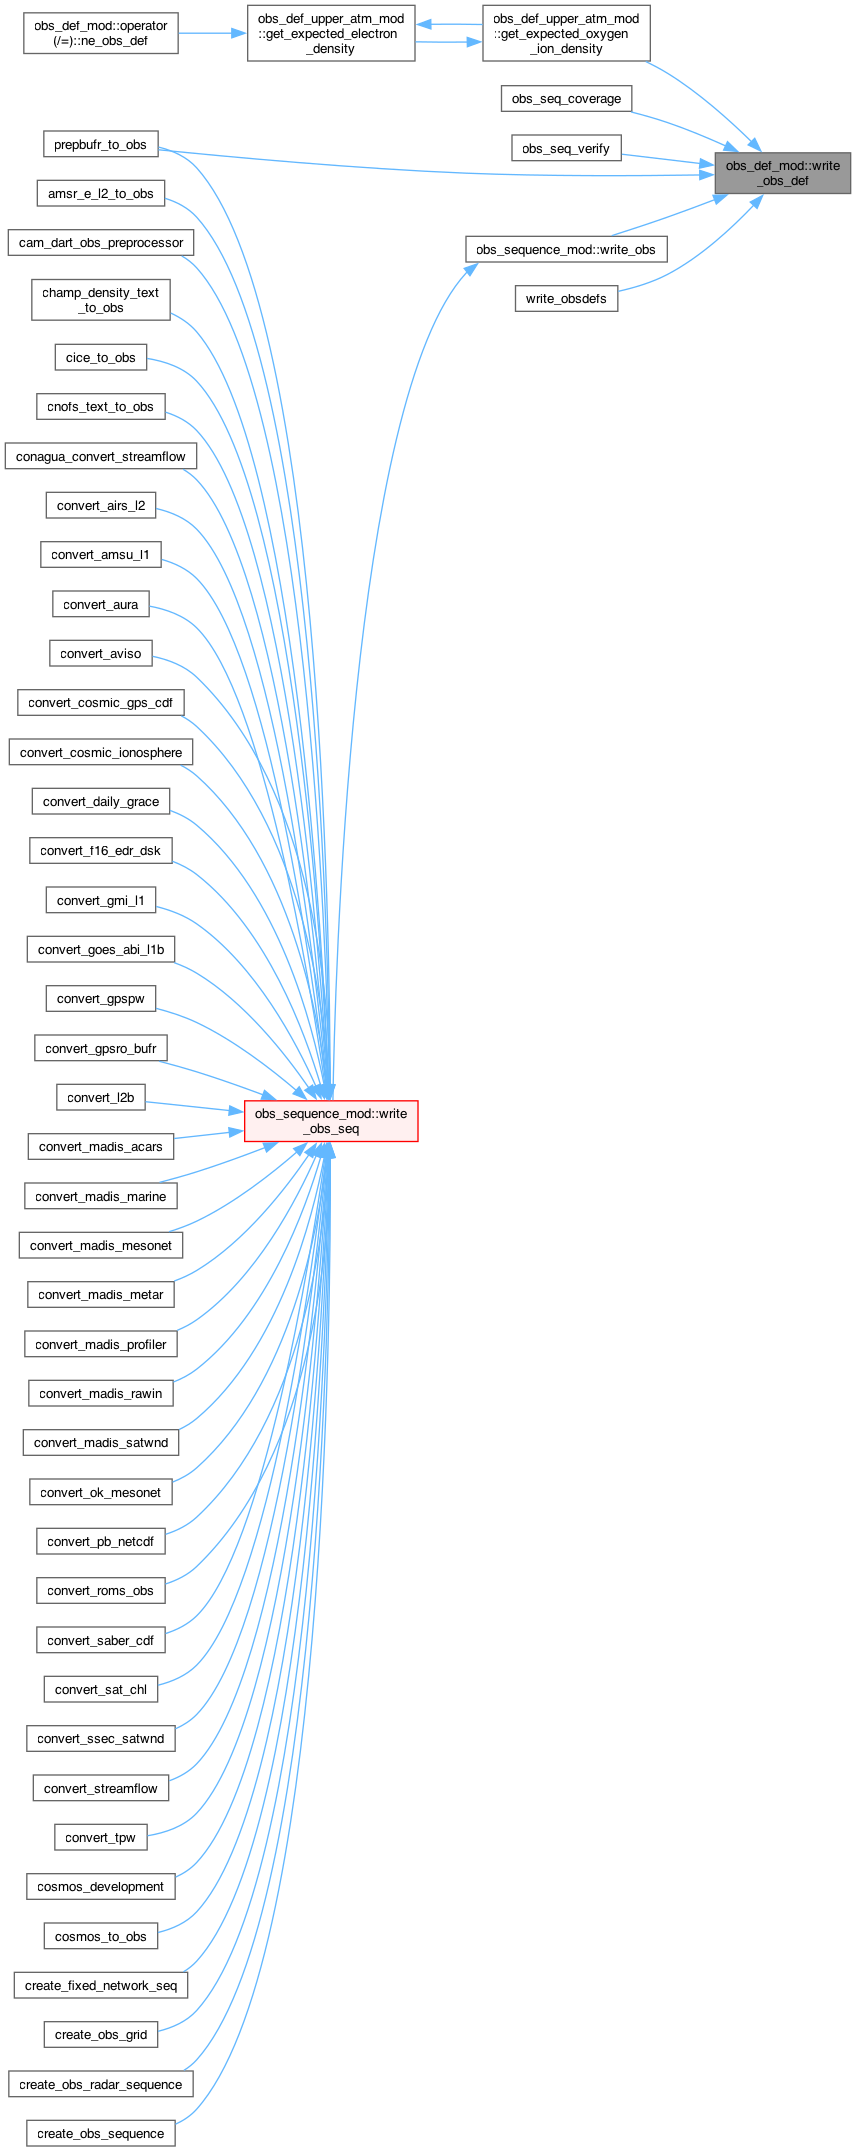 obs_def_mod::operator
(/=)::ne_obs_def
obs_def_upper_atm_mod
::get_expected_electron
_density
obs_def_upper_atm_mod
::get_expected_oxygen
_ion_density
obs_seq_coverage
obs_seq_verify
obs_def_mod::write
_obs_def
obs_sequence_mod::write_obs
write_obsdefs
prepbufr_to_obs
amsr_e_l2_to_obs
cam_dart_obs_preprocessor
champ_density_text
_to_obs
cice_to_obs
cnofs_text_to_obs
conagua_convert_streamflow
convert_airs_l2
convert_amsu_l1
convert_aura
convert_aviso
convert_cosmic_gps_cdf
convert_cosmic_ionosphere
convert_daily_grace
convert_f16_edr_dsk
convert_gmi_l1
convert_goes_abi_l1b
convert_gpspw
convert_gpsro_bufr
convert_l2b
obs_sequence_mod::write
_obs_seq
convert_madis_acars
convert_madis_marine
convert_madis_mesonet
convert_madis_metar
convert_madis_profiler
convert_madis_rawin
convert_madis_satwnd
convert_ok_mesonet
convert_pb_netcdf
convert_roms_obs
convert_saber_cdf
convert_sat_chl
convert_ssec_satwnd
convert_streamflow
convert_tpw
cosmos_development
cosmos_to_obs
create_fixed_network_seq
create_obs_grid
create_obs_radar_sequence
create_obs_sequence